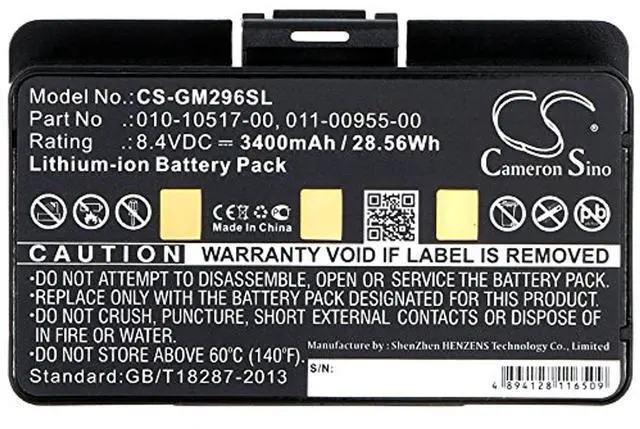 Model No.:CS-GM296SL
Part No .:010-10517-00, 011-00955-00
Rating .:8.4VDC ⎓ 3400mAh / 28.56Wh
Lithium-ion Battery Pack
CS
Cameron Sino
CE
Made In China
Pb
CAUTION WARRANTY VOID IF LABEL IS REMOVED
•DO NOT ATTEMPT TO DISASSEMBLE, OPEN OR SERVICE THE BATTERY PACK.
•REPLACE ONLY WITH THE BATTERY PACK DESIGNATED FOR THIS PRODUCT.
•DO NOT CRUSH, PUNCTURE, SHORT EXTERNAL CONTACTS OR DISPOSE OF
IN FIRE OR WATER.
•DO NOT STORE ABOVE 60°C (140°F).
Manufacture by : ShenZhen HENZENS Technology Co., Limited
Standard:GB/T18287-2013
S/N:
4 894128 116509